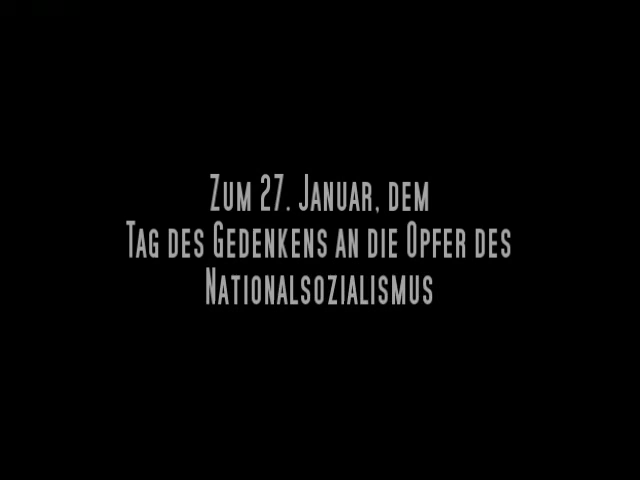 Zum 27. Januar, dem
Tag des Gedenkens an die Opfer des
Nationalsozialismus